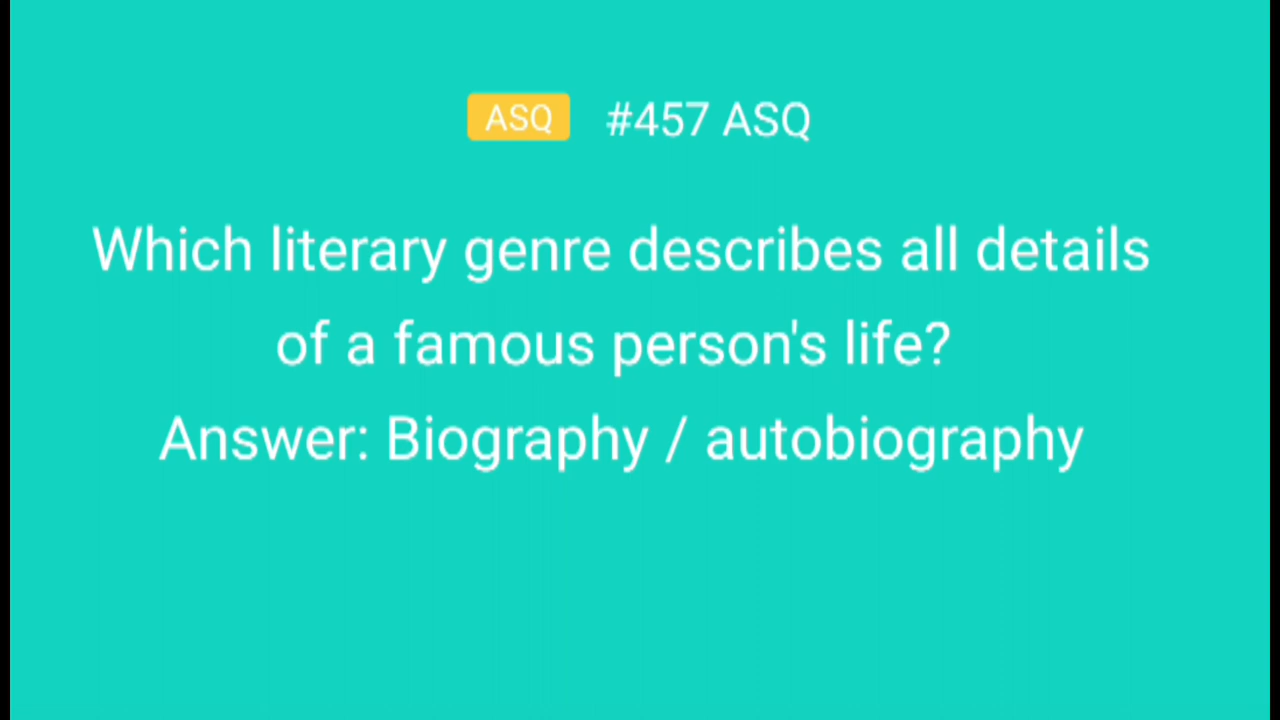 ASQ #457 ASQ
Which literary genre describes all details
of a famous person's life?
Answer: Biography / autobiography